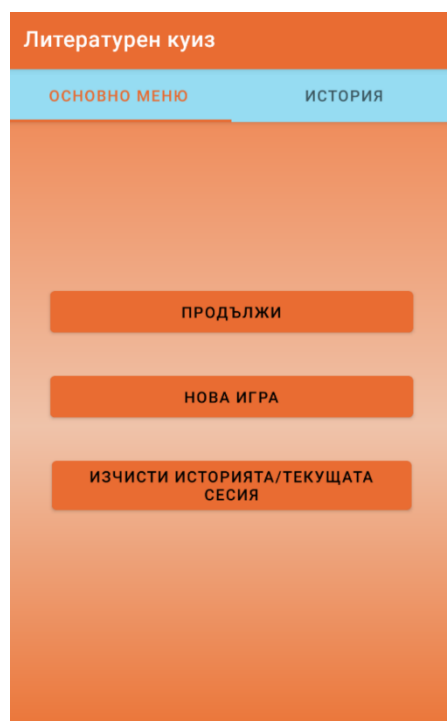 Литературен куиз
ОСНОВНО МЕНЮ
ИСТОРИЯ
ПРОДЪЛЖИ
НОВА ИГРА
ИЗЧИСТИ ИСТОРИЯТА/ТЕКУЩАТА
СЕСИЯ